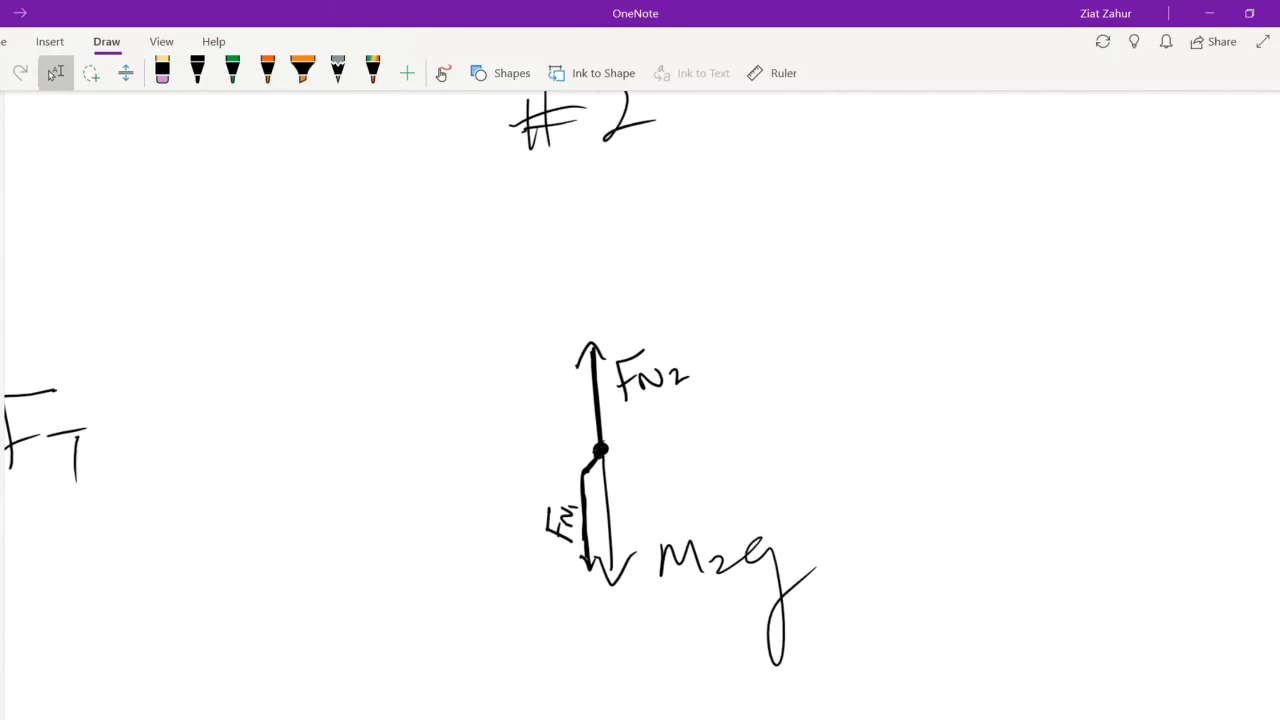 OneNote
Ziat Zahur
Insert Draw View Help
Share
Shapes
Ink to Shape
Ink to Text
Ruler
# 2
FN2
FT
FN1
M2g